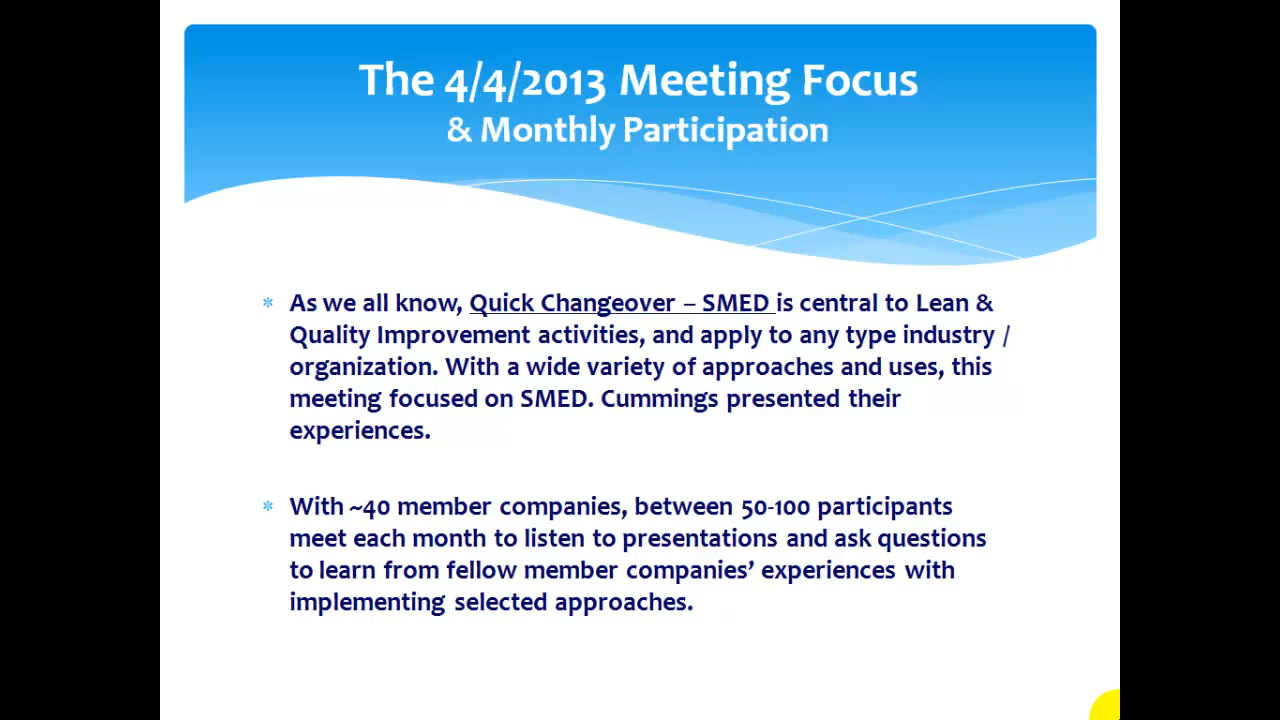 The 4/4/2013 Meeting Focus
& Monthly Participation
As we all know, Quick Changeover – SMED is central to Lean &
Quality Improvement activities, and apply to any type industry /
organization. With a wide variety of approaches and uses, this
meeting focused on SMED. Cummings presented their
experiences.
With ~40 member companies, between 50-100 participants
meet each month to listen to presentations and ask questions
to learn from fellow member companies’ experiences with
implementing selected approaches.